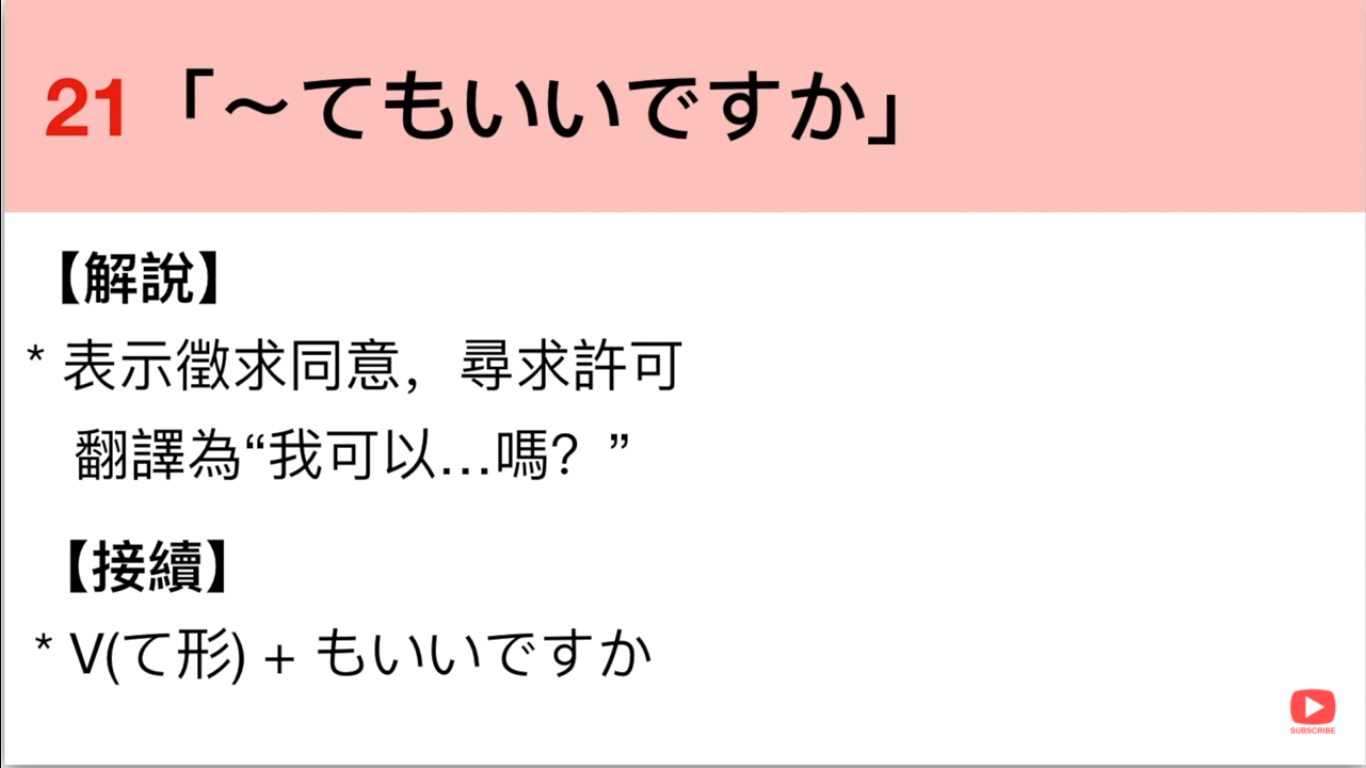 21「～てもいいですか」
【解說】
* 表示徵求同意，尋求許可
翻譯為“我可以…嗎？”
【接續】
* V(て形) + もいいですか
SUBSCRIBE